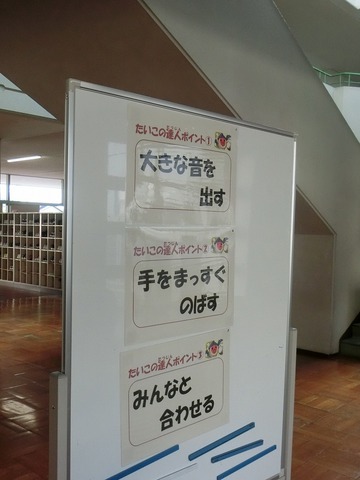 たいこの達人ポイント1
大きな音を
出す
たいこの達人ポイント2
手をまっすぐ
のばす
たいこの達人ポイント3
みんなと
合わせる